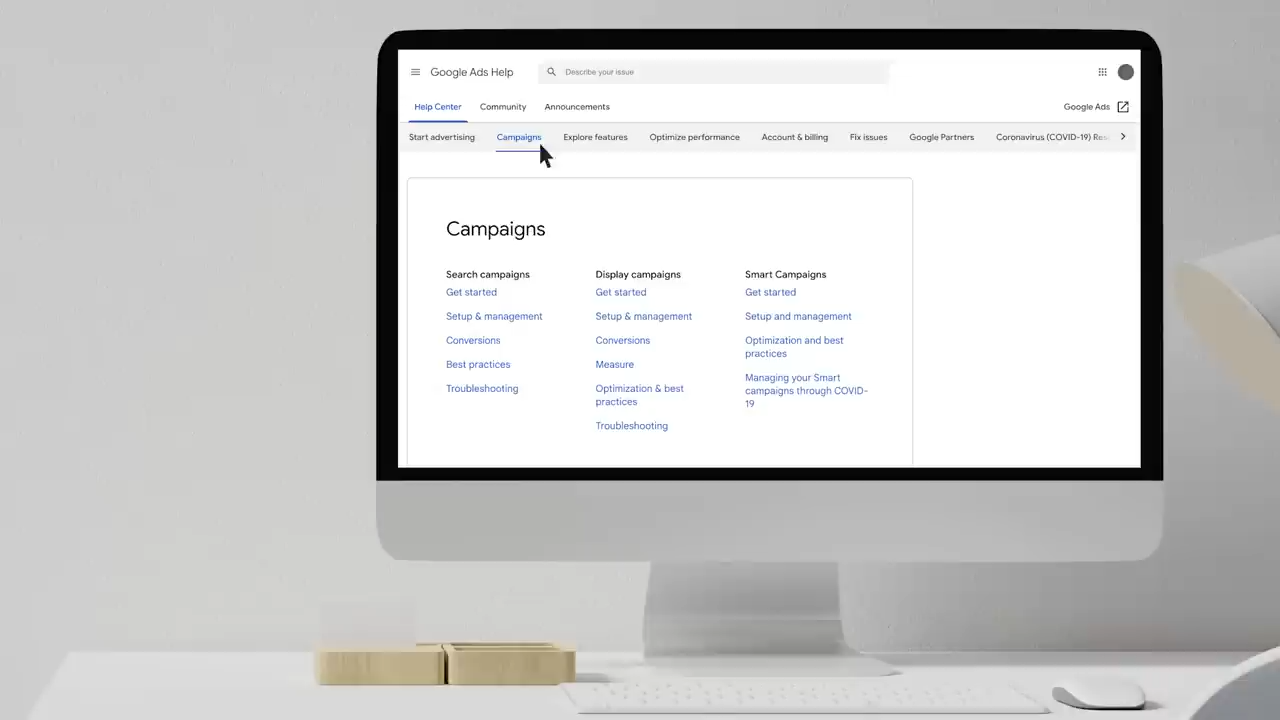 Google Ads Help
Describe your issue
Help Center Community Announcements
Google Ads
Start advertising Campaigns Explore features Optimize performance Account & billing Fix issues Google Partners Coronavirus (COVID-19)
Campaigns
Search campaigns
Get started
Setup & management
Conversions
Best practices
Troubleshooting
Display campaigns
Get started
Setup & management
Conversions
Measure
Optimization & best
practices
Troubleshooting
Smart Campaigns
Get started
Setup and management
Optimization and best
practices
Managing your Smart
campaigns through COVID-
19